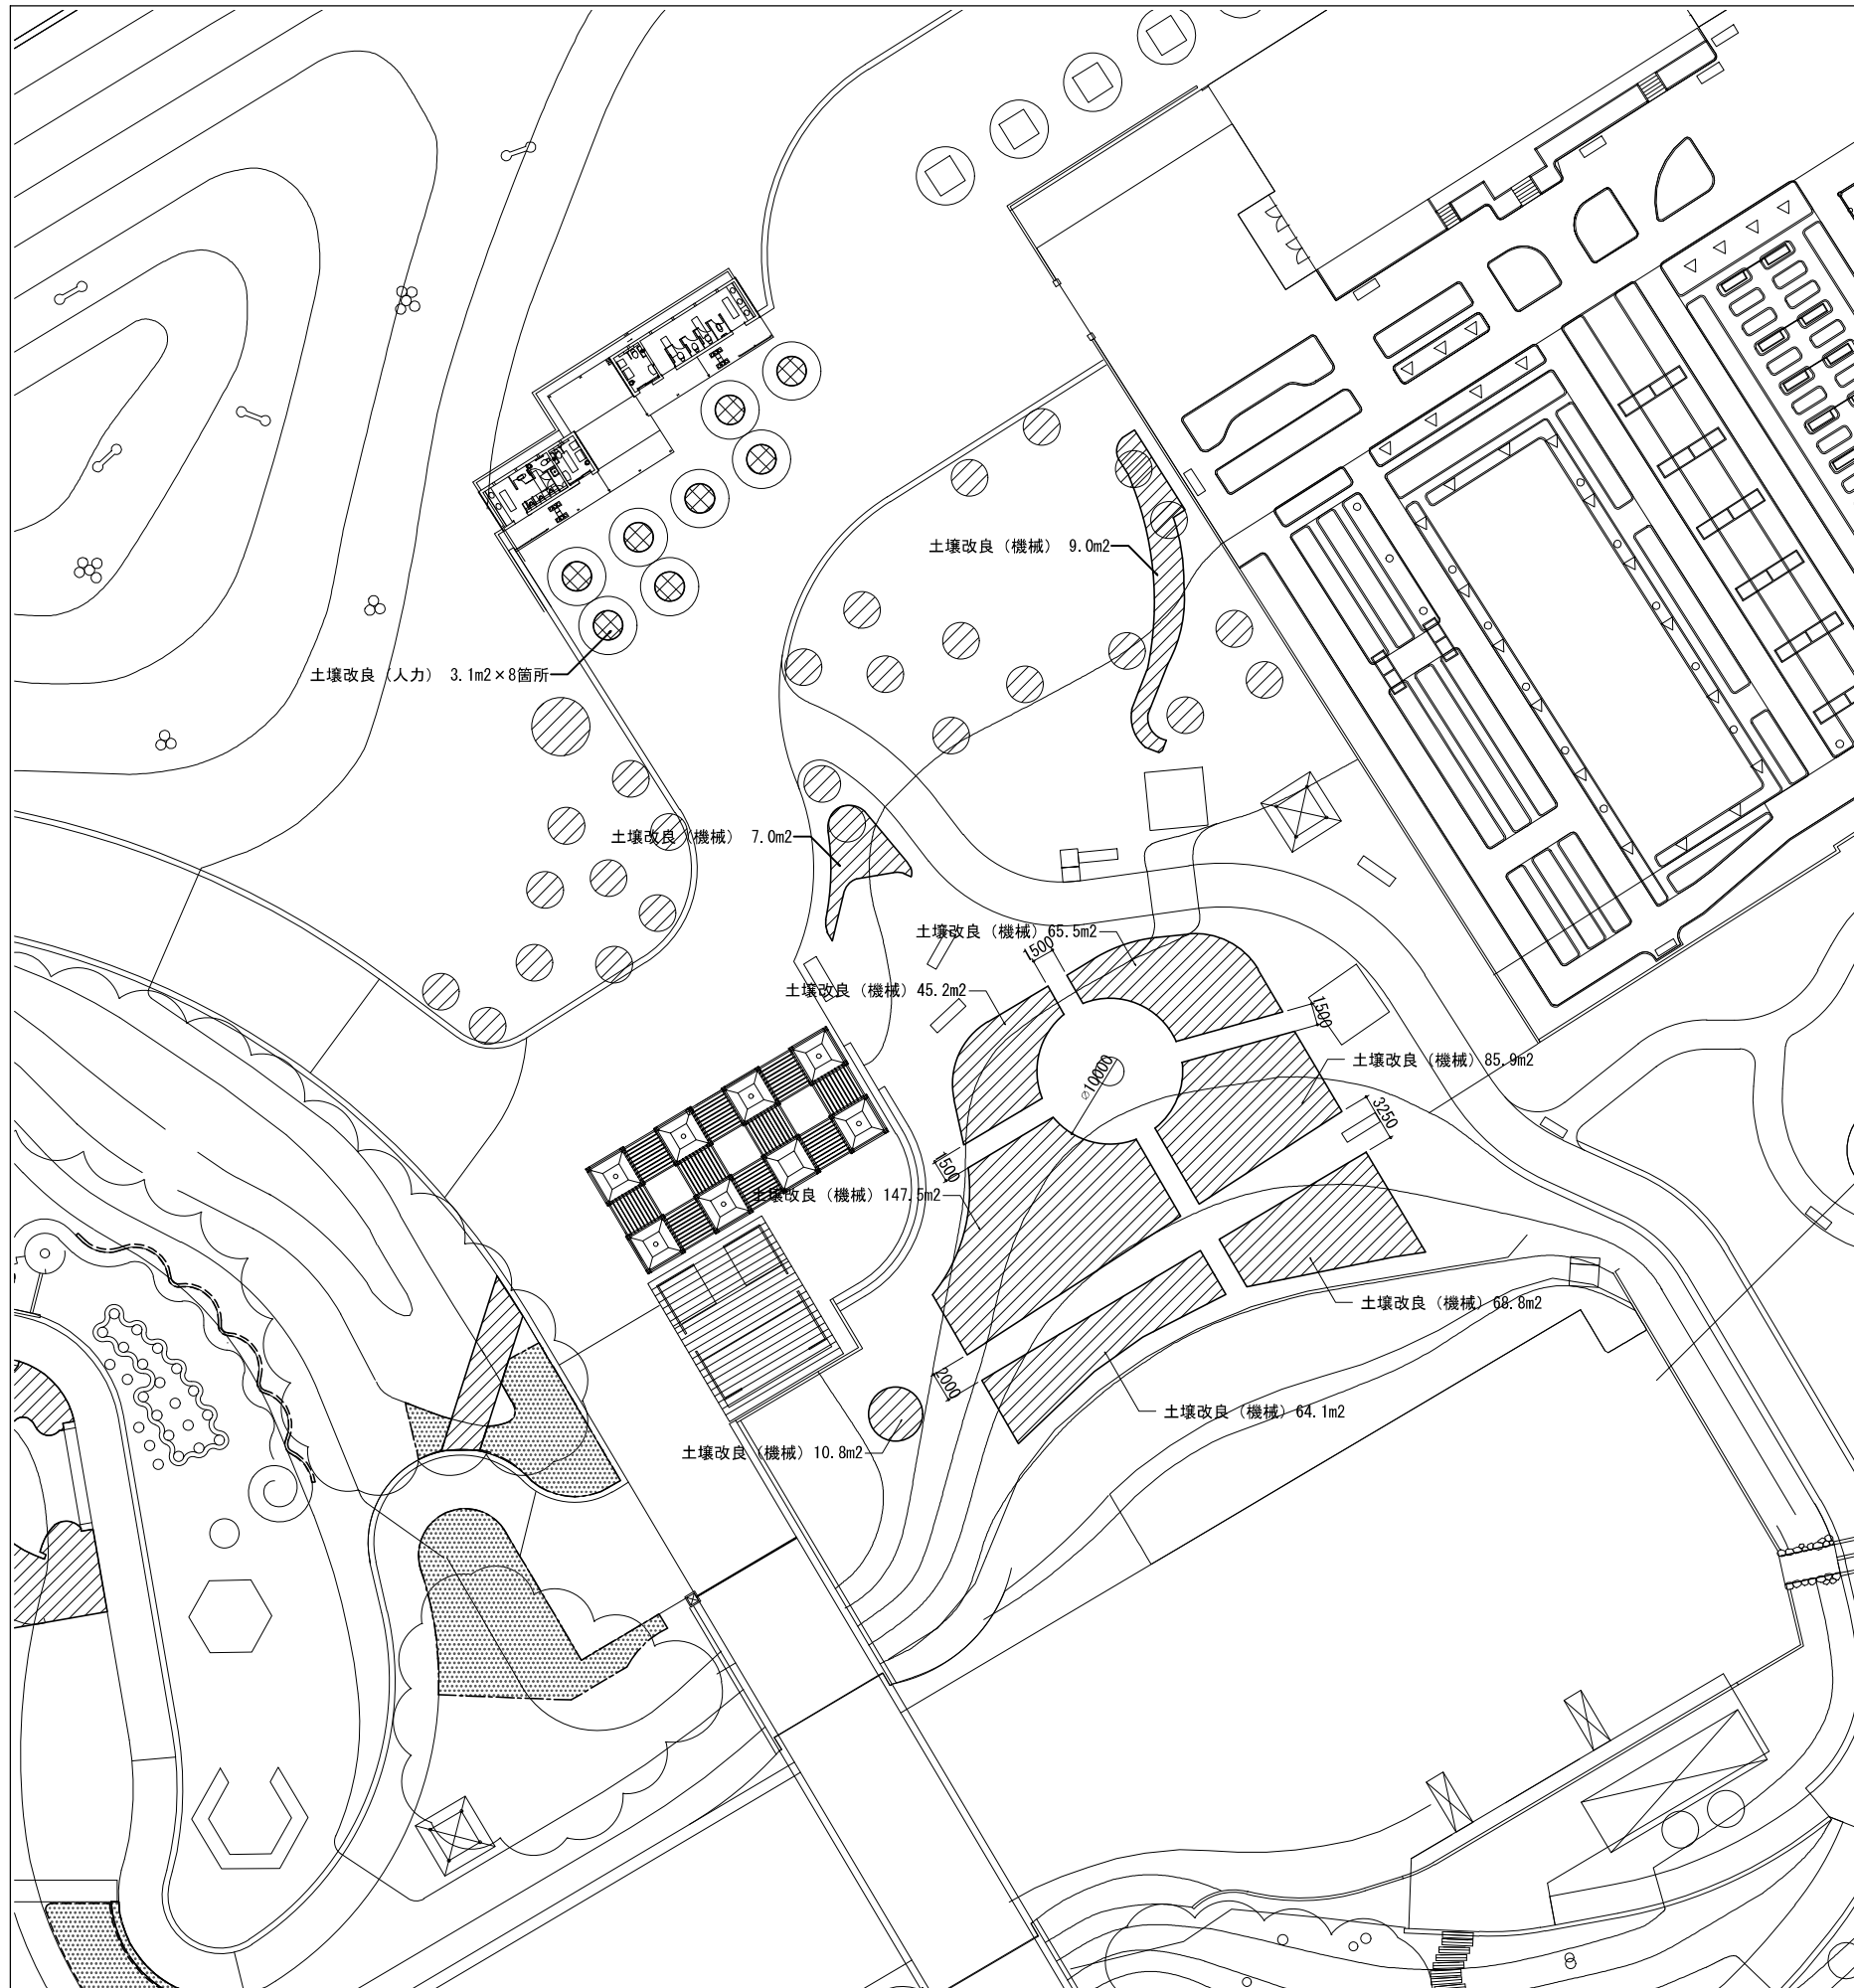 土壌改良（機械） 9.0m2
土壌改良（人力） 3.1m2×8箇所
土壌改良（機械） 7.0m2
土壌改良（機械）65.5m2
1500
土壌改良（機械）45.2m2
1500
土壌改良（機械）85.9m2
⌀10000
3250
1500
土壌改良（機械）147.5m2
土壌改良（機械）68.8m2
2000
土壌改良（機械）64.1m2
土壌改良（機械）10.8m2